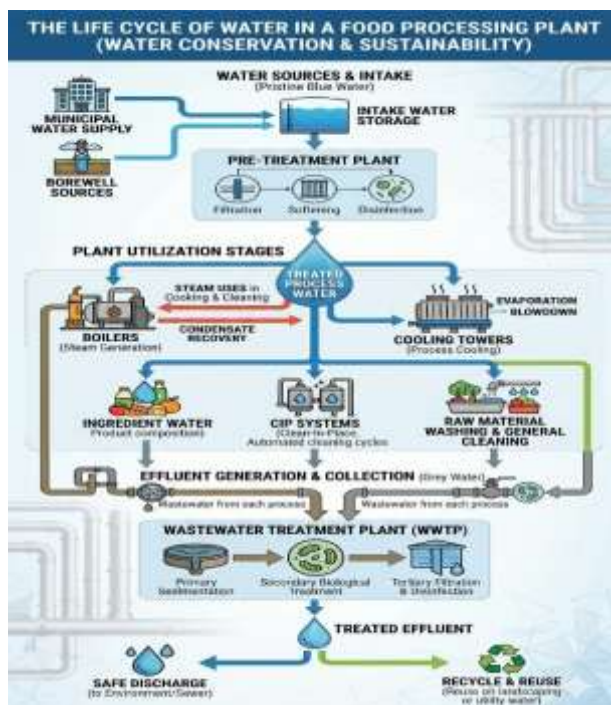 THE LIFE CYCLE OF WATER IN A FOOD PROCESSING PLANT
(WATER CONSERVATION & SUSTAINABILITY)
WATER SOURCES & INTAKE
(Pristine Blue Water)
MUNICIPAL
WATER SUPPLY
INTAKE WATER
STORAGE
BOREWELL
SOURCES
PRE-TREATMENT PLANT
Filtration
Softening
Disinfection
PLANT UTILIZATION STAGES
STEAM USES in
Cooking & Cleaning
TREATED
PROCESS
WATER
EVAPORATION
BLOWDOWN
BOILERS
(Steam Generation)
CONDENSATE
RECOVERY
COOLING TOWERS
(Process Cooling)
INGREDIENT WATER
Product composition)
CIP SYSTEMS
(Clean-In-Place,
Automated cleaning cycles
RAW MATERIAL
WASHING & GENERAL
CLEANING
EFFLUENT GENERATION & COLLECTION (Grey Water)
Wastewater from each process
Wastewater from each process
WASTEWATER TREATMENT PLANT (WWTP)
Primary
Sedimentation
Secondary Biological
Treatment
Tertiary Filtration
& Disinfection
TREATED EFFLUENT
SAFE DISCHARGE
(to Environment/Sewer)
RECYCLE & REUSE
(Reuse on landscaping
or utility water)